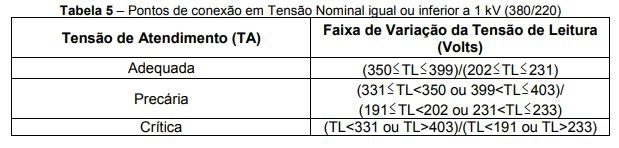 Tabela 5 – Pontos de conexão em Tensão Nominal igual ou inferior a 1 kV (380/220)
Tensão de Atendimento (TA)
Faixa de Variação da Tensão de Leitura
(Volts)
Adequada
(350≤TL≤399)/(202≤TL≤231)
Precária
(331≤TL<350 ou 399<TL≤403)/
(191≤TL<202 ou 231<TL≤233)
Crítica
(TL<331 ou TL>403)/(TL<191 ou TL>233)